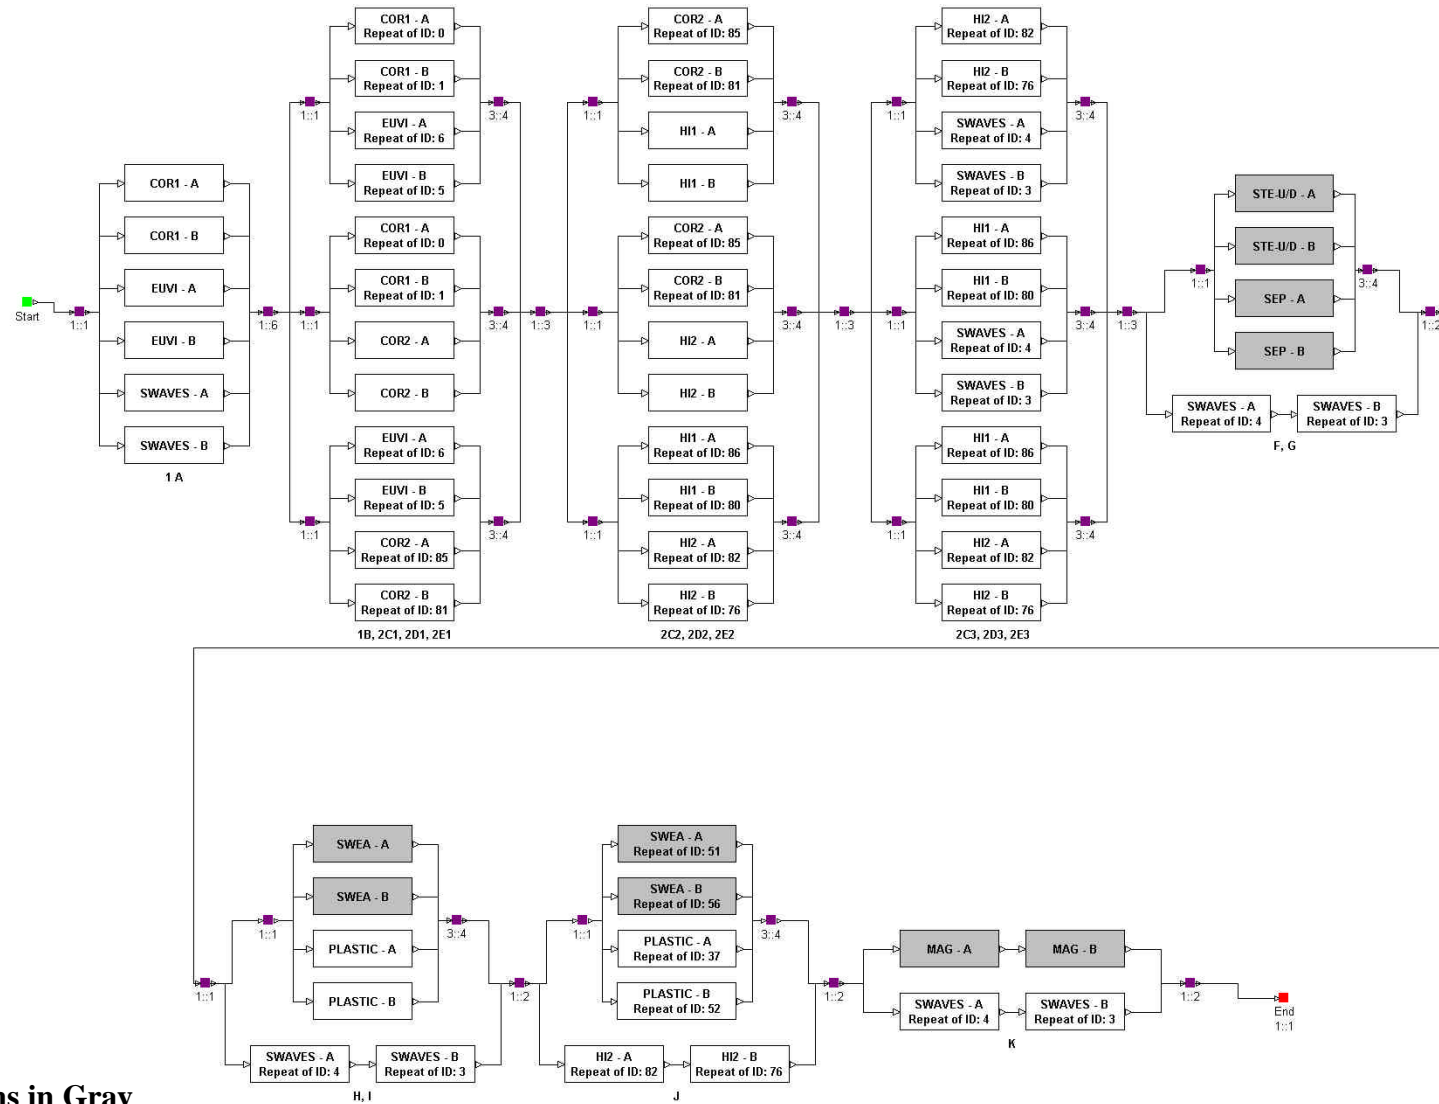 Start
1::1
COR1 - A
COR1 - B
EUVI - A
EUVI - B
SWAVES - A
SWAVES - B
1 A
1::6
1::1
COR1 - A
Repeat of ID: 0
COR1 - B
Repeat of ID: 1
EUVI - A
Repeat of ID: 6
EUVI - B
Repeat of ID: 5
3::4
1::1
COR1 - A
Repeat of ID: 0
COR1 - B
Repeat of ID: 1
COR2 - A
COR2 - B
3::4
1::1
EUVI - A
Repeat of ID: 6
EUVI - B
Repeat of ID: 5
COR2 - A
Repeat of ID: 85
COR2 - B
Repeat of ID: 81
3::4
1B, 2C1, 2D1, 2E1
1::3
1::1
COR2 - A
Repeat of ID: 85
COR2 - B
Repeat of ID: 81
HI1 - A
HI1 - B
3::4
1::1
COR2 - A
Repeat of ID: 85
COR2 - B
Repeat of ID: 81
HI2 - A
HI2 - B
3::4
1::1
HI1 - A
Repeat of ID: 86
HI1 - B
Repeat of ID: 80
HI2 - A
Repeat of ID: 82
HI2 - B
Repeat of ID: 76
3::4
2C2, 2D2, 2E2
1::3
1::1
HI2 - A
Repeat of ID: 82
HI2 - B
Repeat of ID: 76
SWAVES - A
Repeat of ID: 4
SWAVES - B
Repeat of ID: 3
3::4
1::1
HI1 - A
Repeat of ID: 86
HI1 - B
Repeat of ID: 80
SWAVES - A
Repeat of ID: 4
SWAVES - B
Repeat of ID: 3
3::4
1::1
HI1 - A
Repeat of ID: 86
HI1 - B
Repeat of ID: 80
HI2 - A
Repeat of ID: 82
HI2 - B
Repeat of ID: 76
3::4
2C3, 2D3, 2E3
1::3
1::1
STE-U/D - A
STE-U/D - B
SEP - A
SEP - B
3::4
SWAVES - A
Repeat of ID: 4
SWAVES - B
Repeat of ID: 3
F, G
1::2
1::1
1::1
SWEA - A
SWEA - B
PLASTIC - A
PLASTIC - B
3::4
SWAVES - A
Repeat of ID: 4
SWAVES - B
Repeat of ID: 3
H, I
1::2
1::1
SWEA - A
Repeat of ID: 51
SWEA - B
Repeat of ID: 56
PLASTIC - A
Repeat of ID: 37
PLASTIC - B
Repeat of ID: 52
3::4
HI2 - A
Repeat of ID: 82
HI2 - B
Repeat of ID: 76
J
1::2
MAG - A
MAG - B
SWAVES - A
Repeat of ID: 4
SWAVES - B
Repeat of ID: 3
K
1::2
End
1::1
in Gray